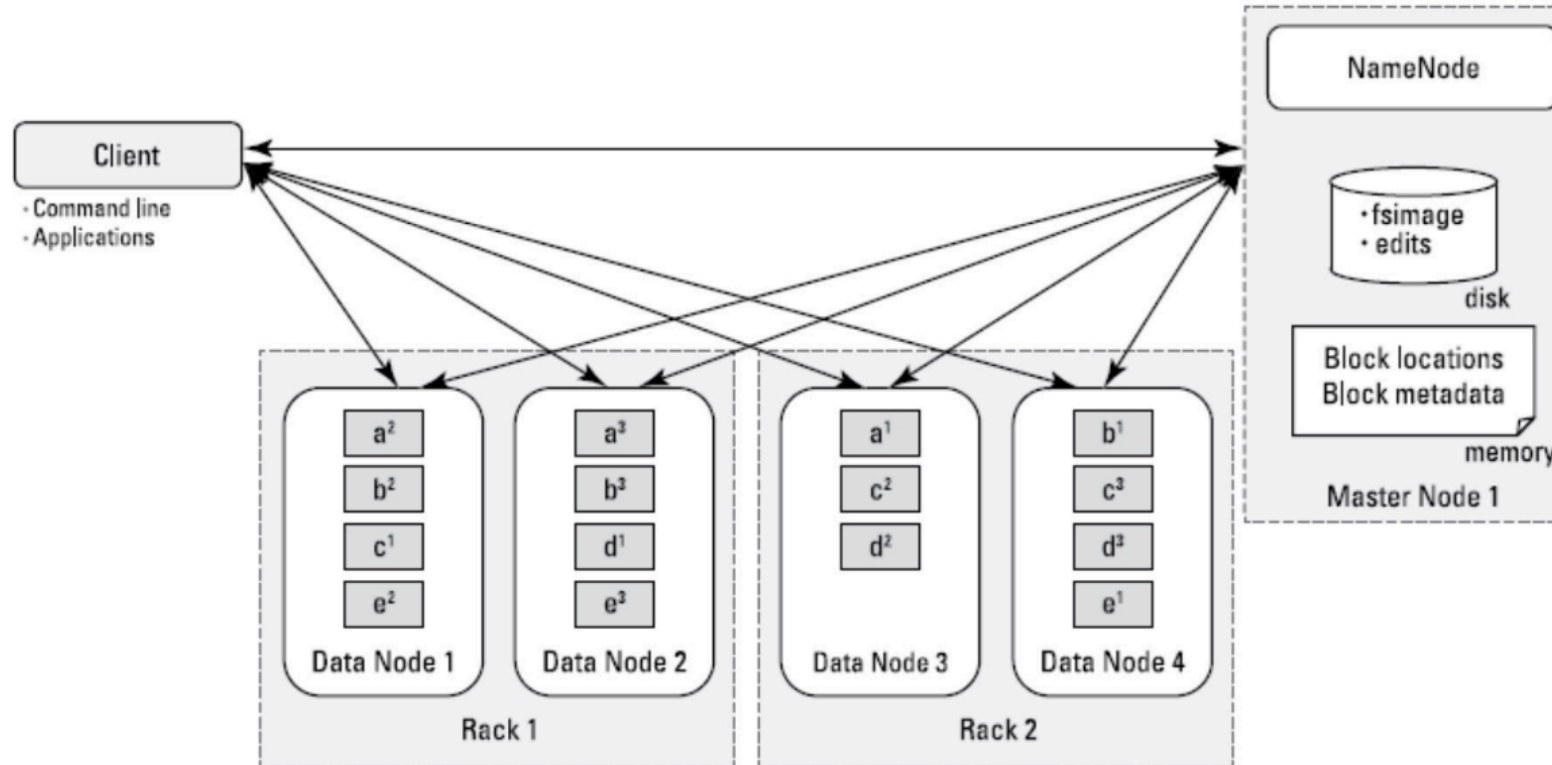 NameNode
Client
· Command line
· Applications
• fsimage
• edits
disk
Block locations
Block metadata
memory
Master Node 1
a²
b²
c¹
e²
Data Node 1
a³
b³
d¹
e³
Data Node 2
Rack 1
a¹
c²
d²
Data Node 3
b¹
c³
d³
e¹
Data Node 4
Rack 2